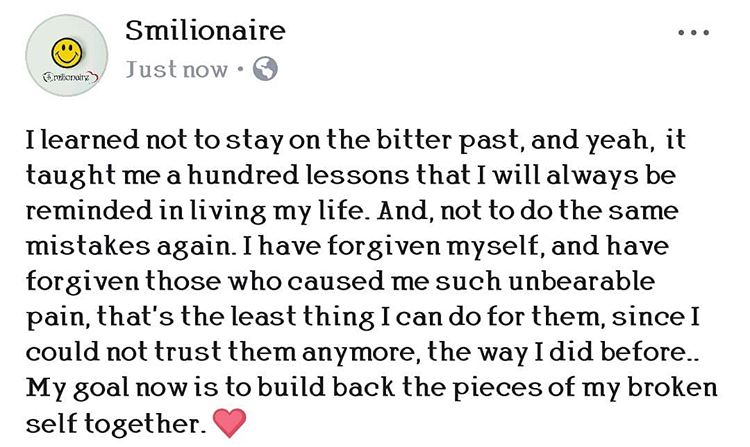 Smilionaire
Just now
I learned not to stay on the bitter past, and yeah, it
taught me a hundred lessons that I will always be
reminded in living my life. And, not to do the same
mistakes again. I have forgiven myself, and have
forgiven those who caused me such unbearable
pain, that's the least thing I can do for them, since I
could not trust them anymore, the way I did before..
My goal now is to build back the pieces of my broken
self together. ❤️